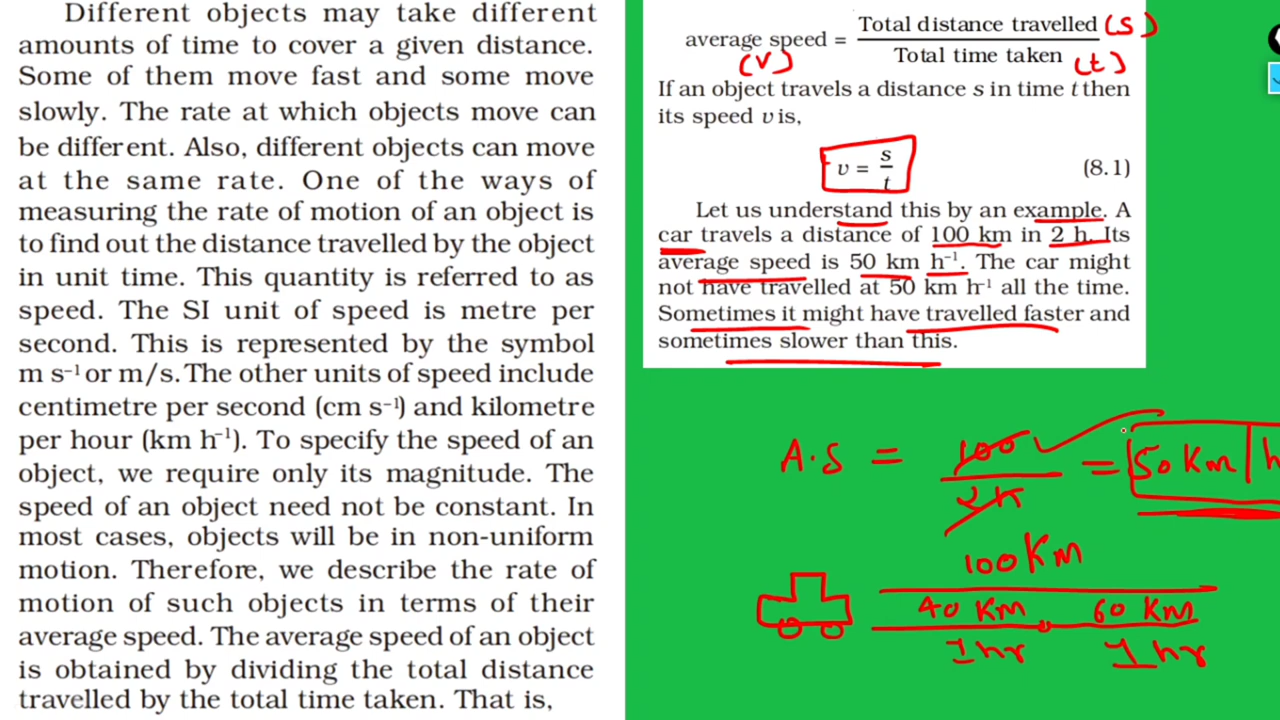 Different objects may take different
amounts of time to cover a given distance.
Some of them move fast and some move
slowly. The rate at which objects move can
be different. Also, different objects can move
at the same rate. One of the ways of
measuring the rate of motion of an object is
to find out the distance travelled by the object
in unit time. This quantity is referred to as
speed. The SI unit of speed is metre per
second. This is represented by the symbol
m s⁻¹ or m/s. The other units of speed include
centimetre per second (cm s⁻¹) and kilometre
per hour (km h⁻¹). To specify the speed of an
object, we require only its magnitude. The
speed of an object need not be constant. In
most cases, objects will be in non-uniform
motion. Therefore, we describe the rate of
motion of such objects in terms of their
average speed. The average speed of an object
is obtained by dividing the total distance
travelled by the total time taken. That is,
average speed = Total distance travelled (s)
Total time taken (t)
(v)
If an object travels a distance s in time t then
its speed v is,
v = s/t (8.1)
Let us understand this by an example. A
car travels a distance of 100 km in 2 h. Its
average speed is 50 km h⁻¹. The car might
not have travelled at 50 km h⁻¹ all the time.
Sometimes it might have travelled faster and
sometimes slower than this.
A.S = 100 / 2h = 50 Km/h
100 Km
40 Km 60 Km
1 hr 1 hr